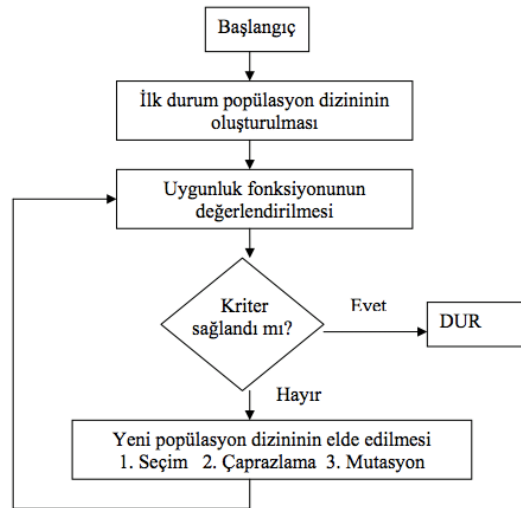 Başlangıç
İlk durum popülasyon dizininin
oluşturulması
Uygunluk fonksiyonunun
değerlendirilmesi
Kriter
sağlandı mı?
Evet
DUR
Hayır
Yeni popülasyon dizininin elde edilmesi
1. Seçim 2. Çaprazlama 3. Mutasyon